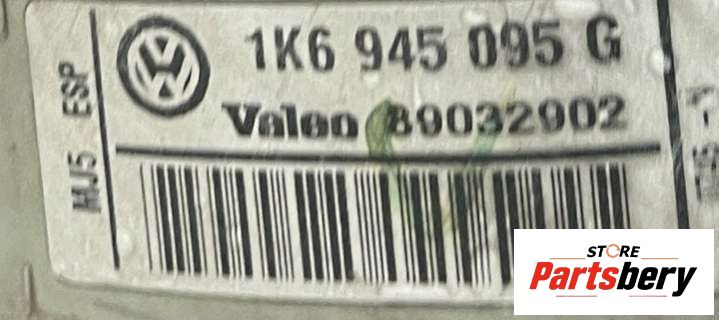 1K6 945 095 G
Valeo 89032902
MJ5 ESP
STORE
Partsbery